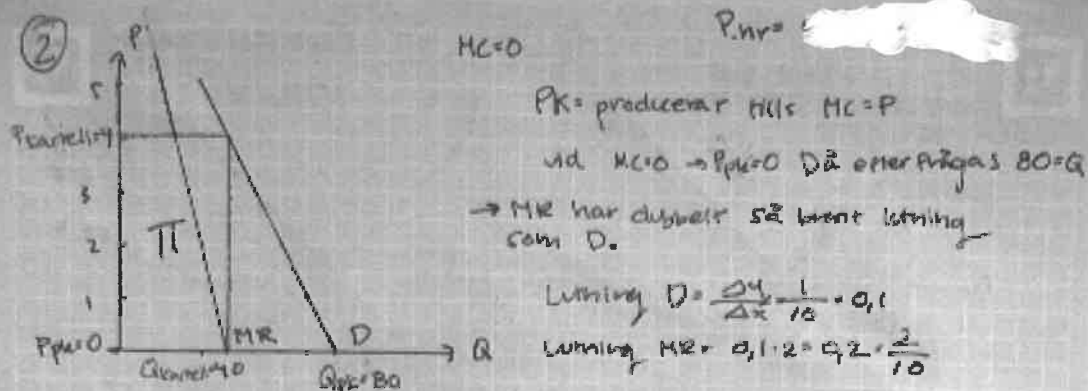 2
P
P.nr=
MC=0
5
PK= producerar tills MC=P
Pkartell=4
vid MC=0 → Ppk=0 Då efterfrågas 80=Q
3
→ MR har dubbelt så brant lutning
som D.
2
π
1
Lutning D= Δy/Δx = 1/10 = 0,1
Ppk=0
MR
D
Q
Lutning MR= 0,1·2=0,2=2/10
Qkartell=40
Qpk=80